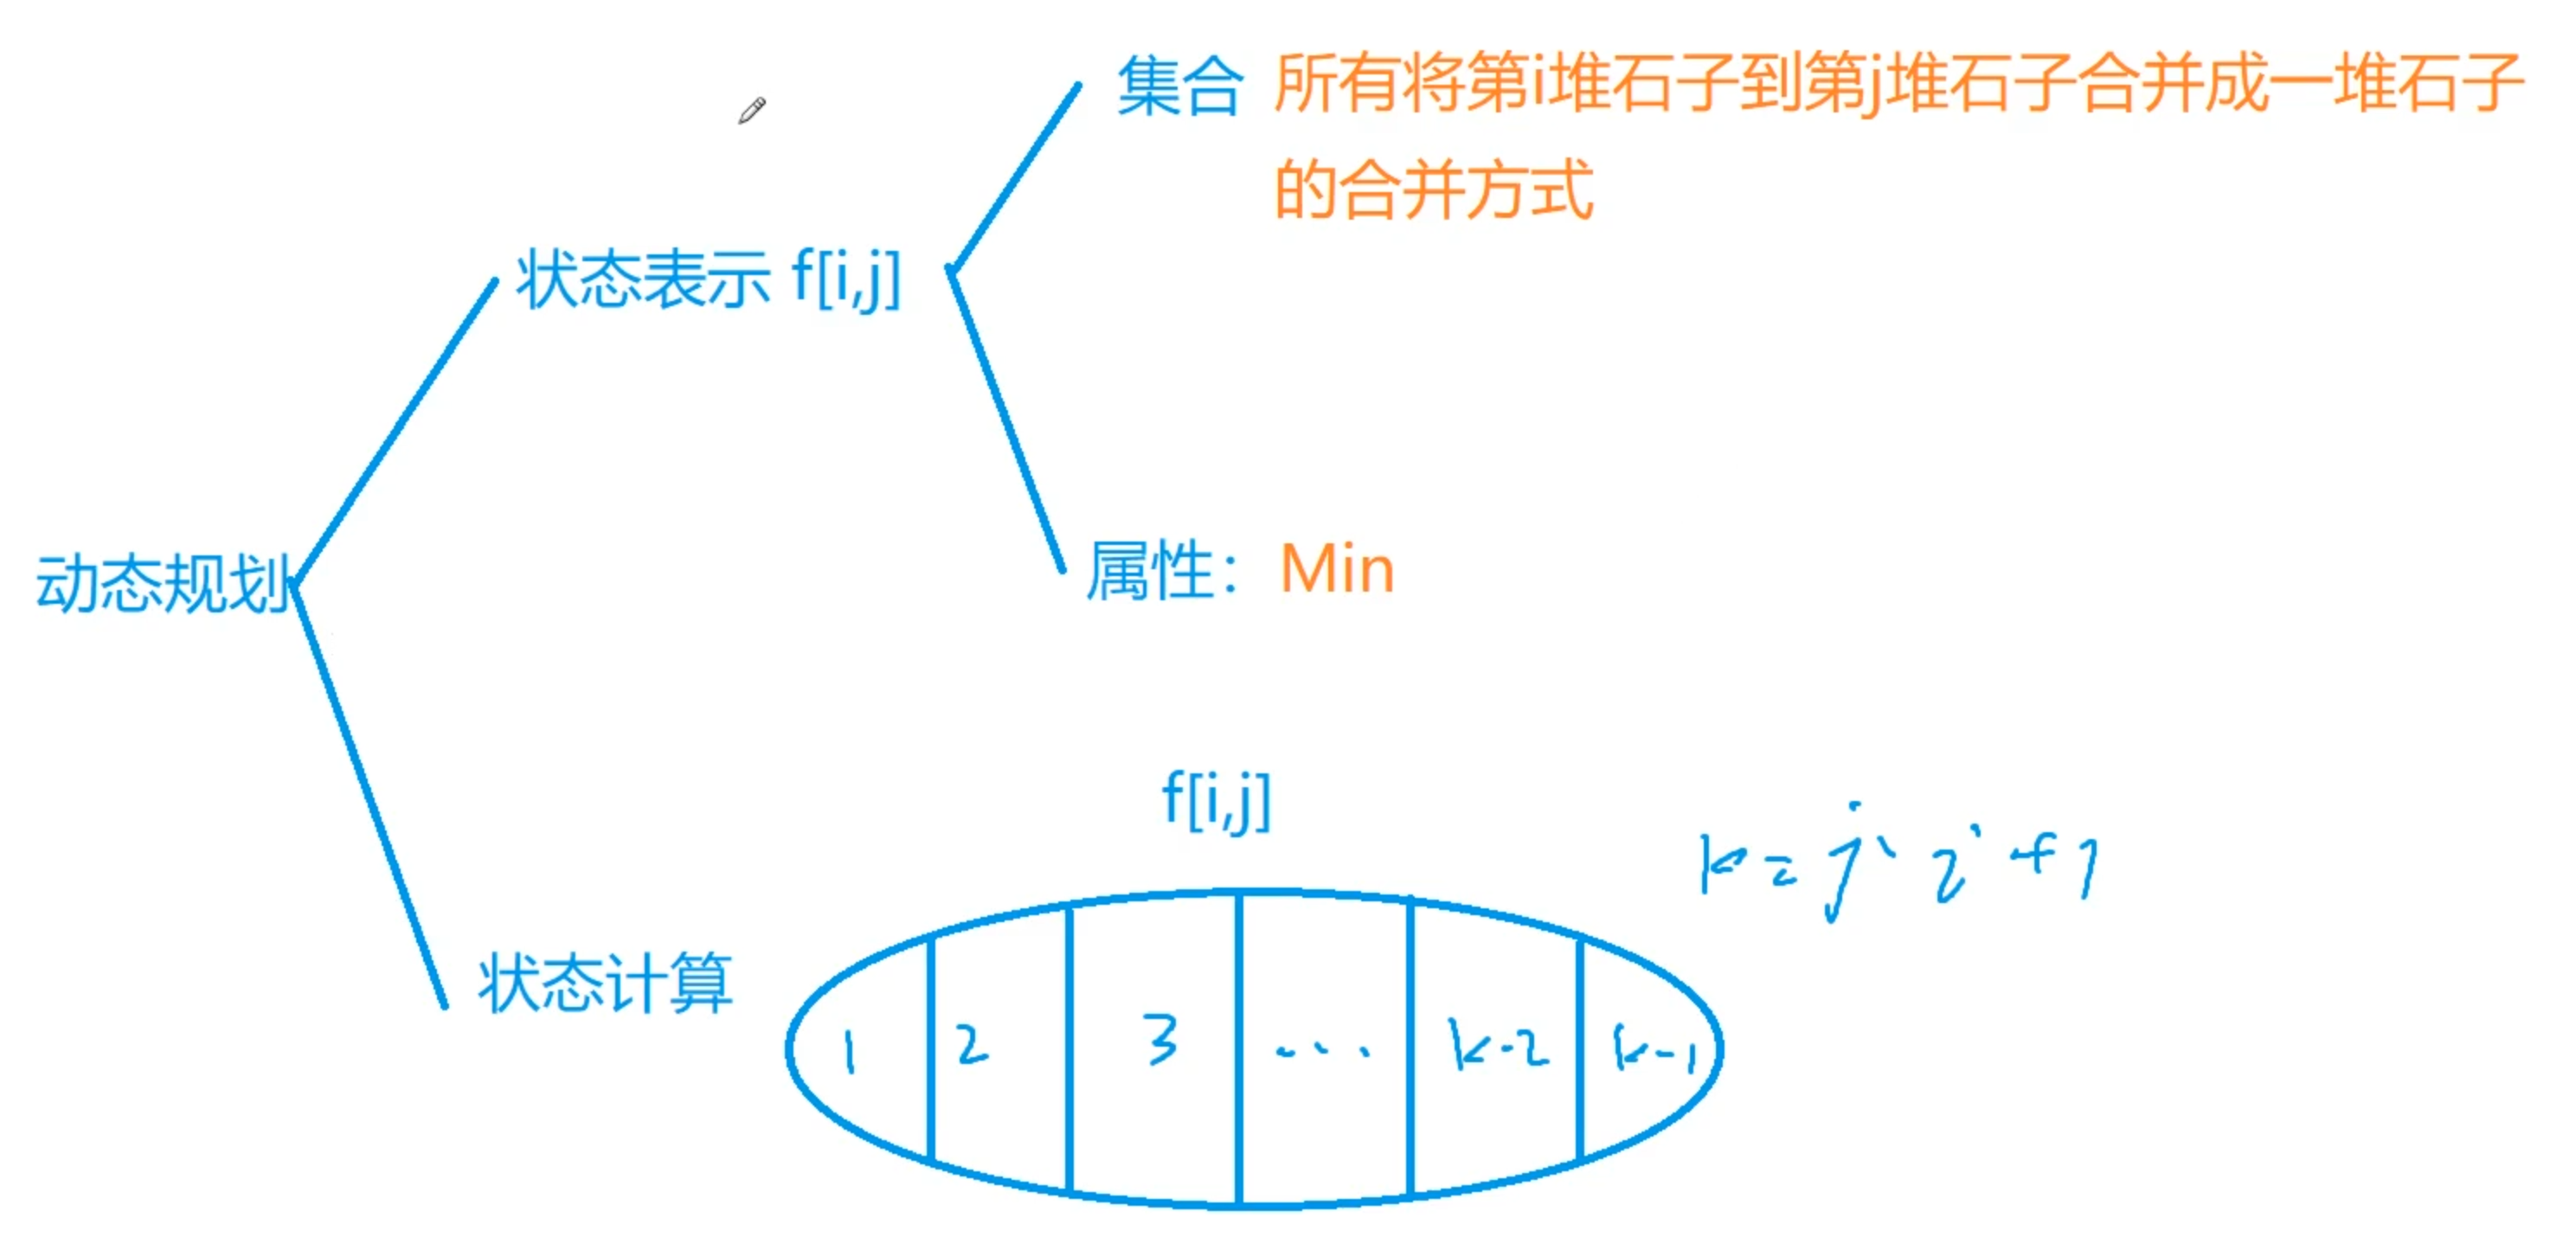 集合 所有将第i堆石子到第j堆石子合并成一堆石子
的合并方式
状态表示 f[i,j]
属性：Min
动态规划
f[i,j]
k=j-i+1
状态计算
1 2 3 ... k-2 k-1